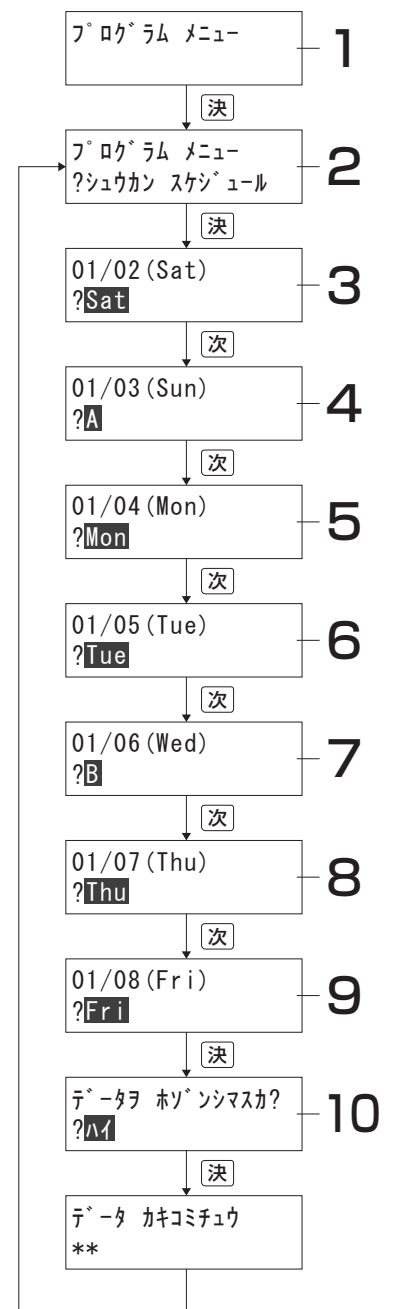 プログラム メニュー
1
決
プログラム メニュー
?シュウカン スケジュール
2
決
01/02(Sat)
?Sat
3
次
01/03(Sun)
?A
4
次
01/04(Mon)
?Mon
5
次
01/05(Tue)
?Tue
6
次
01/06(Wed)
?B
7
次
01/07(Thu)
?Thu
8
次
01/08(Fri)
?Fri
9
決
データヲ ホゾンシマスカ?
?ハイ
10
決
データ カキコミチュウ
**